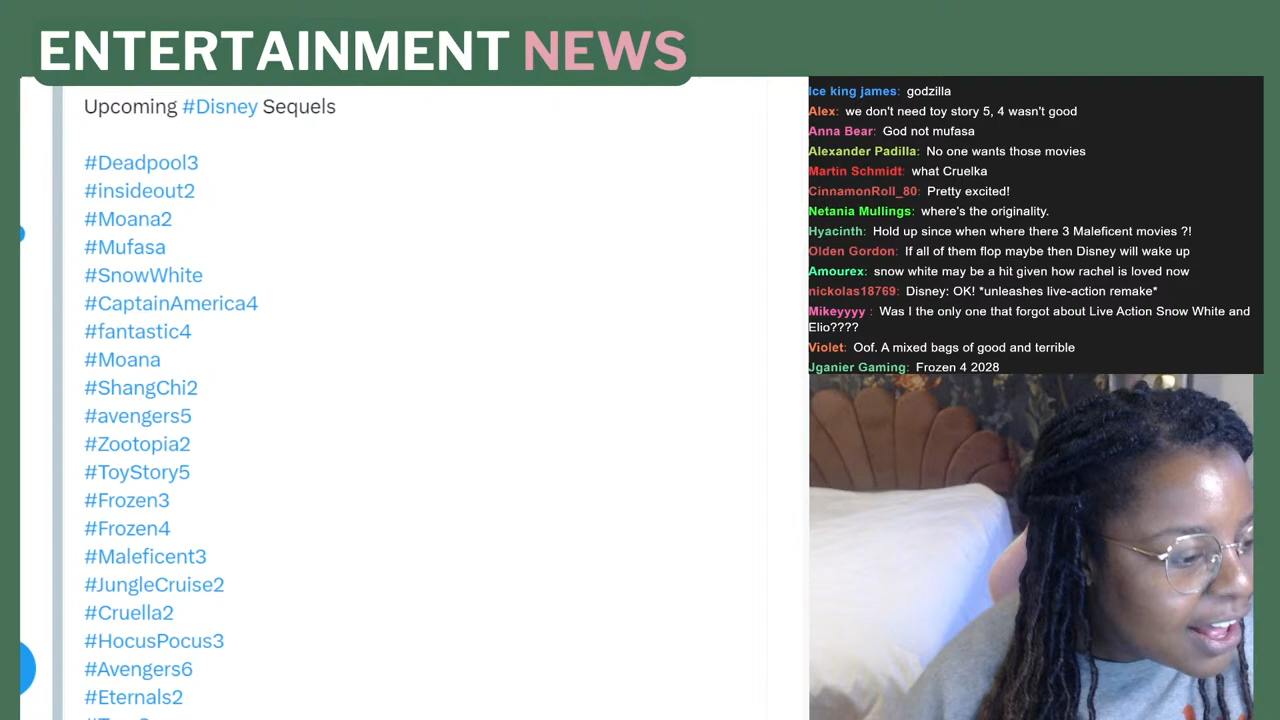 ENTERTAINMENT NEWS
Upcoming #Disney Sequels
#Deadpool3
#insideout2
#Moana2
#Mufasa
#SnowWhite
#CaptainAmerica4
#fantastic4
#Moana
#ShangChi2
#avengers5
#Zootopia2
#ToyStory5
#Frozen3
#Frozen4
#Maleficent3
#JungleCruise2
#Cruella2
#HocusPocus3
#Avengers6
#Eternals2
Ice king james: godzilla
Alex: we don't need toy story 5, 4 wasn't good
Anna Bear: God not mufasa
Alexander Padilla: No one wants those movies
Martin Schmidt: what Cruelka
CinnamonRoll_80: Pretty excited!
Netania Mullings: where's the originality.
Hyacinth: Hold up since when where there 3 Maleficent movies ?!
Olden Gordon: If all of them flop maybe then Disney will wake up
Amourex: snow white may be a hit given how rachel is loved now
nickolas18769: Disney: OK! *unleashes live-action remake*
Mikeyyyy : Was I the only one that forgot about Live Action Snow White and
Elio????
Violet: Oof. A mixed bags of good and terrible
Jganier Gaming: Frozen 4 2028